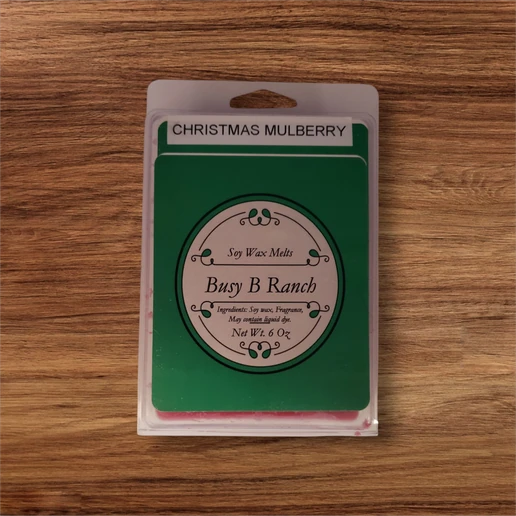 CHRISTMAS MULBERRY
Soy Wax Melts
Busy B Ranch
Ingredients: Soy wax, Fragrance,
May contain liquid dye.
Net Wt. 6 Oz